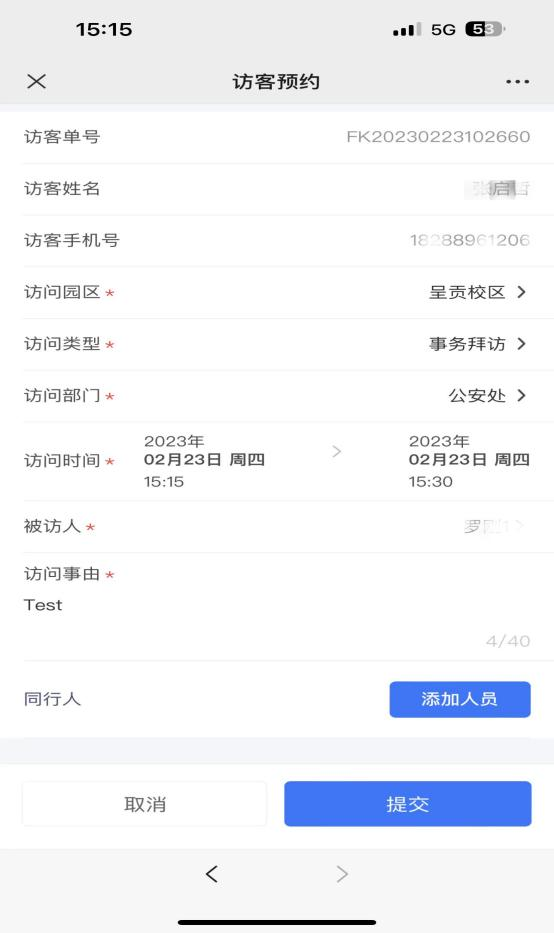 15:15
5G 53
访客预约
访客单号 FK20230223102660
访客姓名
访客手机号 18288961206
访问园区 * 呈贡校区
访问类型 * 事务拜访
访问部门 * 公安处
访问时间 * 2023年 02月23日 周四 15:15 > 2023年 02月23日 周四 15:30
被访人 *
访问事由 *
Test
4/40
同行人 添加人员
取消 提交